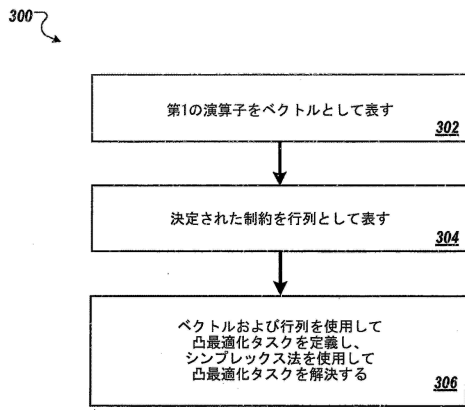 300
第1の演算子をベクトルとして表す
302
決定された制約を行列として表す
304
ベクトルおよび行列を使用して
凸最適化タスクを定義し、
シンプレックス法を使用して
凸最適化タスクを解決する
306